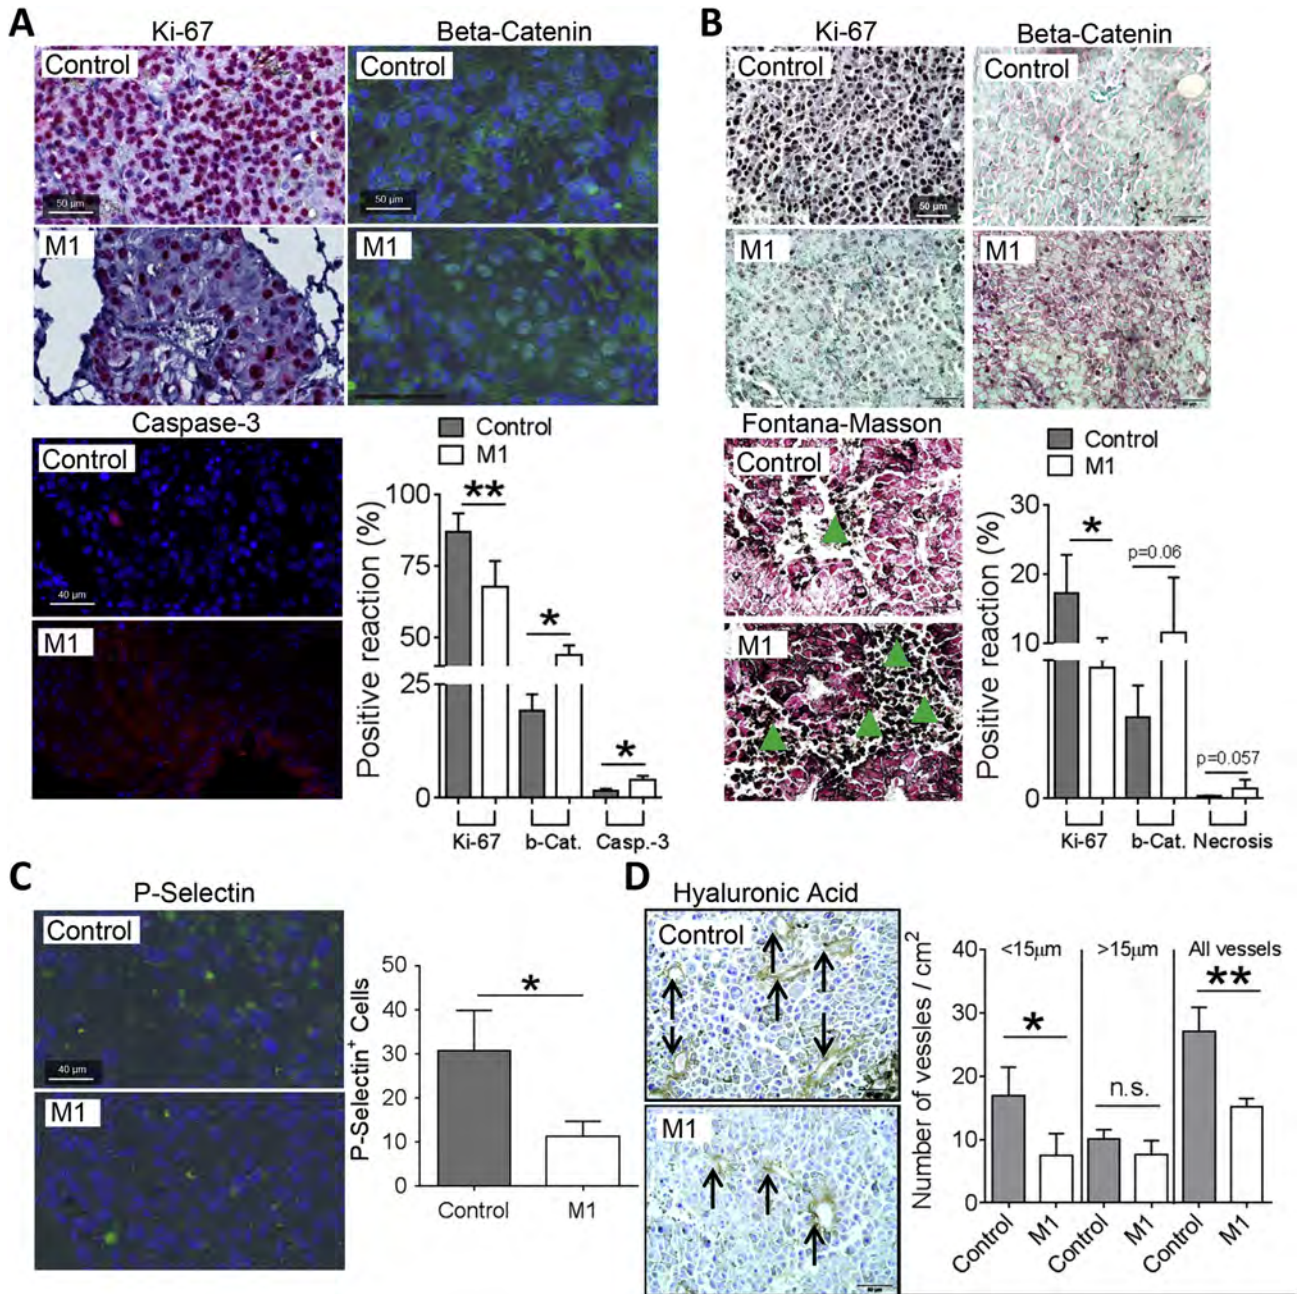 A
Ki-67
Beta-Catenin
Control
Control
50 µm
50 µm
M1
M1
Caspase-3
Control
40 µm
M1
Control
M1
Positive reaction (%)
100
75
50
25
0
**
*
*
Ki-67
b-Cat.
Casp.-3
B
Ki-67
Beta-Catenin
Control
Control
50 µm
M1
M1
Fontana-Masson
Control
M1
Control
M1
Positive reaction (%)
30
20
10
0
*
p=0.06
p=0.057
Ki-67
b-Cat.
Necrosis
C
P-Selectin
Control
40 µm
M1
P-Selectin+ Cells
50
40
30
20
10
0
*
Control
M1
D
Hyaluronic Acid
Control
M1
Number of vessles / cm2
40
30
20
10
0
<15µm
>15µm
All vessels
*
n.s.
**
Control
M1
Control
M1
Control
M1